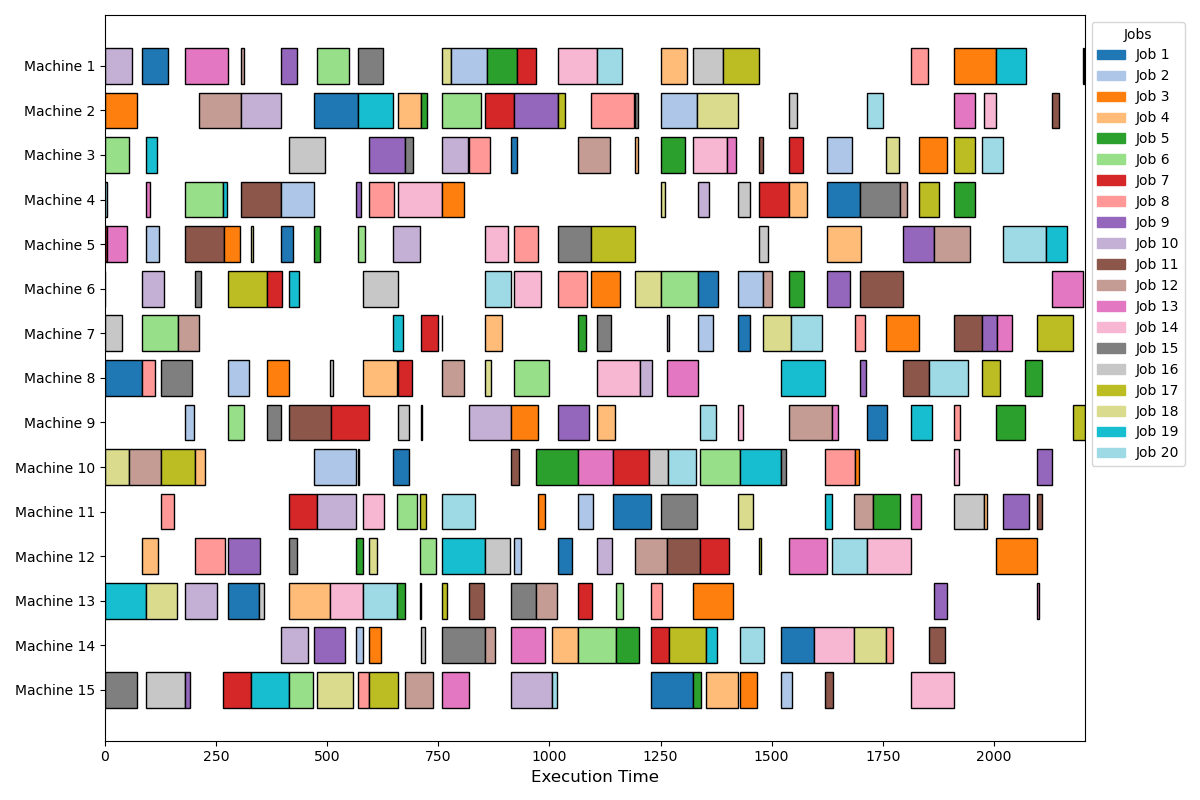 Machine 1
Machine 2
Machine 3
Machine 4
Machine 5
Machine 6
Machine 7
Machine 8
Machine 9
Machine 10
Machine 11
Machine 12
Machine 13
Machine 14
Machine 15
0 250 500 750 1000 1250 1500 1750 2000
Execution Time
Jobs
Job 1
Job 2
Job 3
Job 4
Job 5
Job 6
Job 7
Job 8
Job 9
Job 10
Job 11
Job 12
Job 13
Job 14
Job 15
Job 16
Job 17
Job 18
Job 19
Job 20